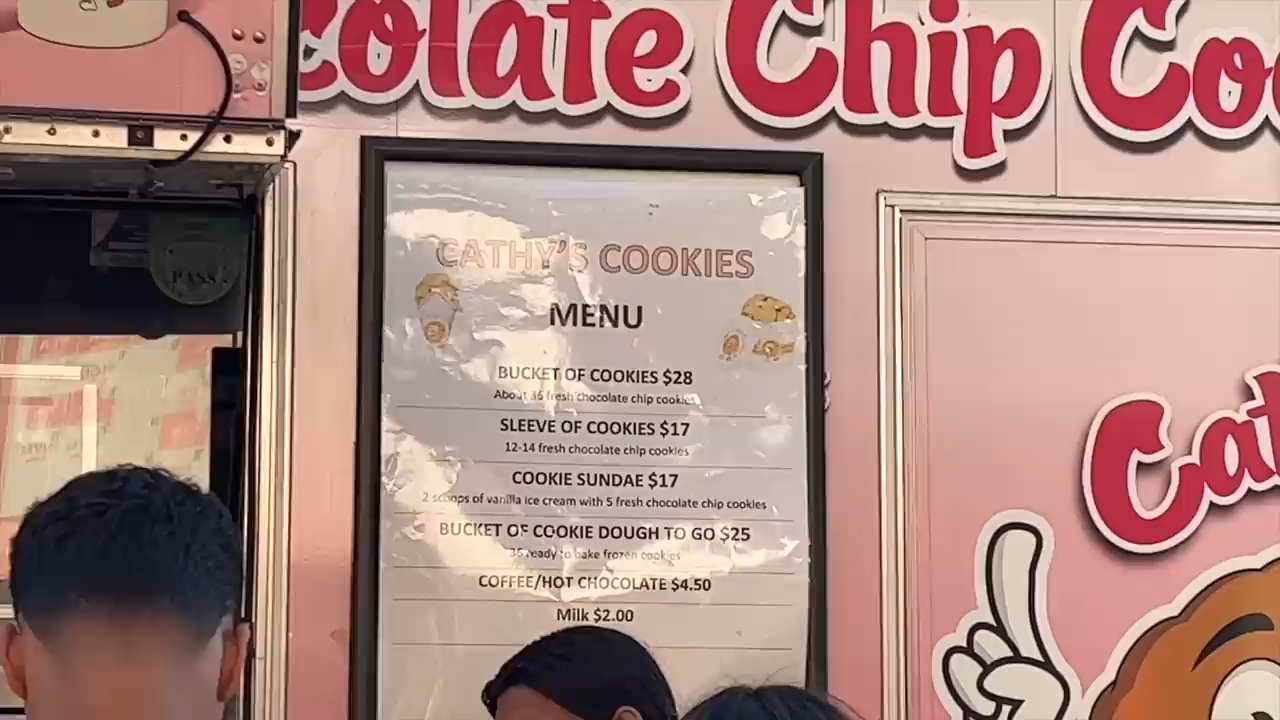 colate Chip Coo
PASS
CATHY'S COOKIES
MENU
BUCKET OF COOKIES $28
About 36 fresh chocolate chip cookies
SLEEVE OF COOKIES $17
12-14 fresh chocolate chip cookies
COOKIE SUNDAE $17
2 scoops of vanilla ice cream with 5 fresh chocolate chip cookies
BUCKET OF COOKIE DOUGH TO GO $25
36 ready to bake frozen cookies
COFFEE/HOT CHOCOLATE $4.50
Milk $2.00
Cat